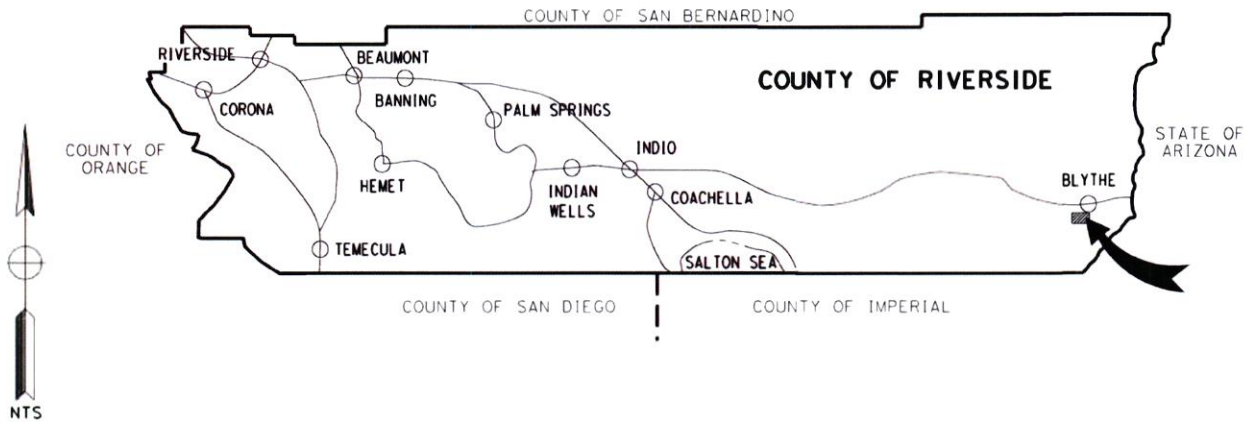 COUNTY OF SAN BERNARDINO
RIVERSIDE
BEAUMONT
COUNTY OF RIVERSIDE
CORONA
BANNING
PALM SPRINGS
STATE OF
ARIZONA
COUNTY OF
ORANGE
INDIO
HEMET
INDIAN
WELLS
COACHELLA
BLYTHE
TEMECULA
SALTON SEA
COUNTY OF SAN DIEGO
COUNTY OF IMPERIAL
NTS